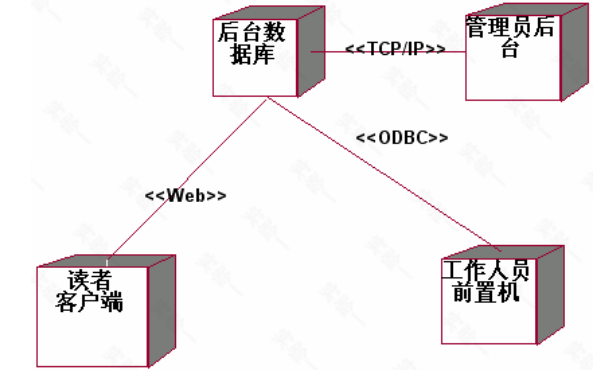 后台数
据库
<<TCP/IP>>
管理员后
台
<<ODBC>>
<<Web>>
读者
客户端
工作人员
前置机